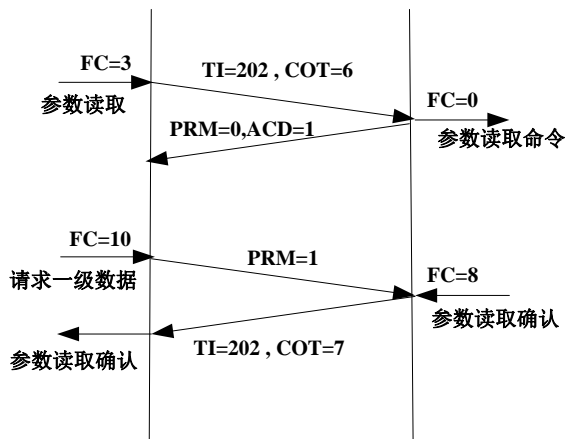 FC=3
TI=202 , COT=6
参数读取
FC=0
PRM=0,ACD=1
参数读取命令
FC=10
PRM=1
请求一级数据
FC=8
参数读取确认
参数读取确认
TI=202 , COT=7